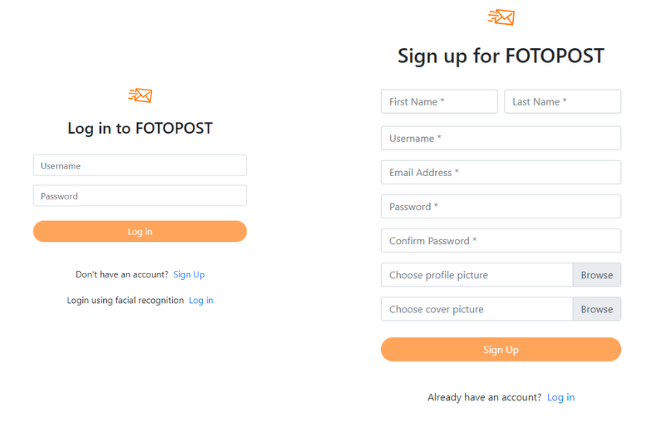 Log in to FOTOPOST
Username
Password
Log in
Don't have an account? Sign Up
Login using facial recognition Log in
Sign up for FOTOPOST
First Name * Last Name *
Username *
Email Address *
Password *
Confirm Password *
Choose profile picture Browse
Choose cover picture Browse
Sign Up
Already have an account? Log in